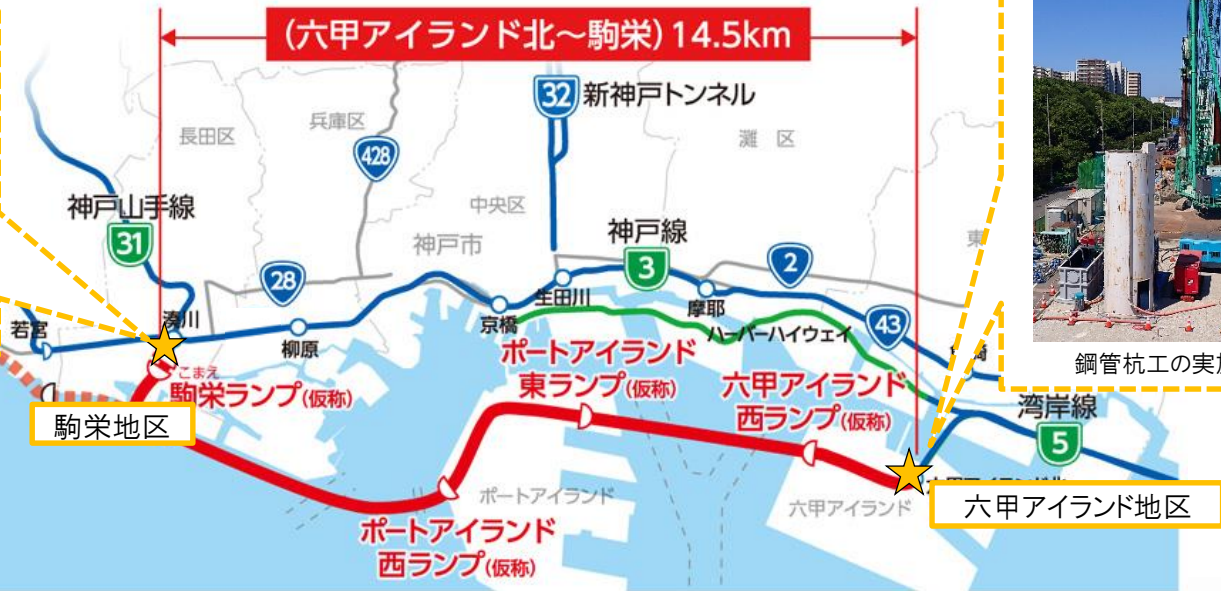 (六甲アイランド北～駒栄)14.5km
32
新神戸トンネル
兵庫区
長田区
灘 区
428
神戸山手線
31
中央区
神戸市
神戸線
3
2
東
28
生田川
摩耶
京橋
ハーバーハイウェイ
43
若宮
湊川
柳原
こまえ
駒栄ランプ(仮称)
ポートアイランド
東ランプ(仮称)
六甲アイランド
西ランプ(仮称)
湾岸線
5
駒栄地区
ポートアイランド
六甲アイランド
六甲アイランド地区
ポートアイランド
西ランプ(仮称)
鋼管杭工の実施